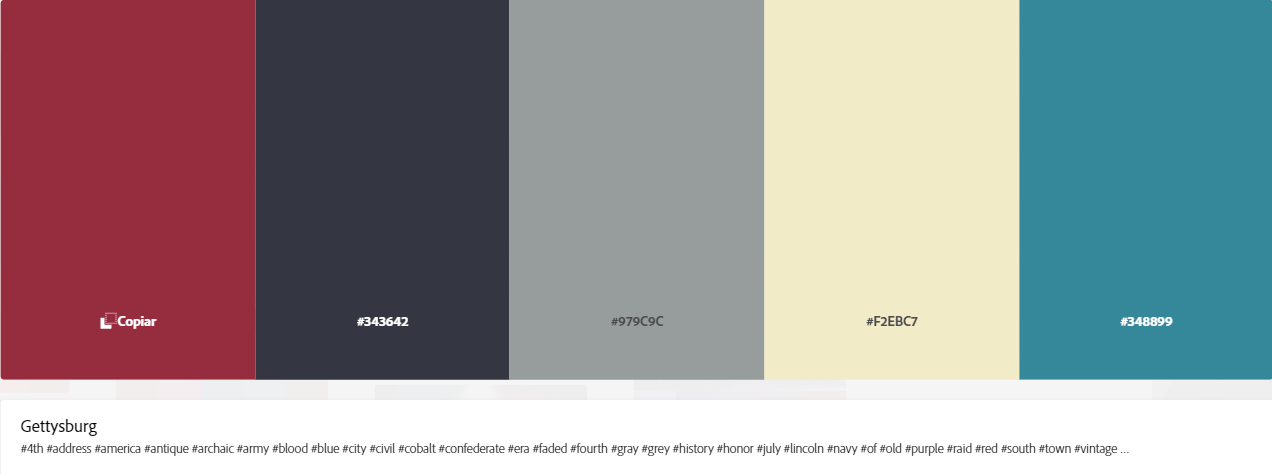 Copiar #343642 #979C9C #F2EBC7 #348899
Gettysburg
#4th #address #america #antique #archaic #army #blood #blue #city #civil #cobalt #confederate #era #faded #fourth #gray #grey #history #honor #july #lincoln #navy #of #old #purple #raid #red #south #town #vintage ...